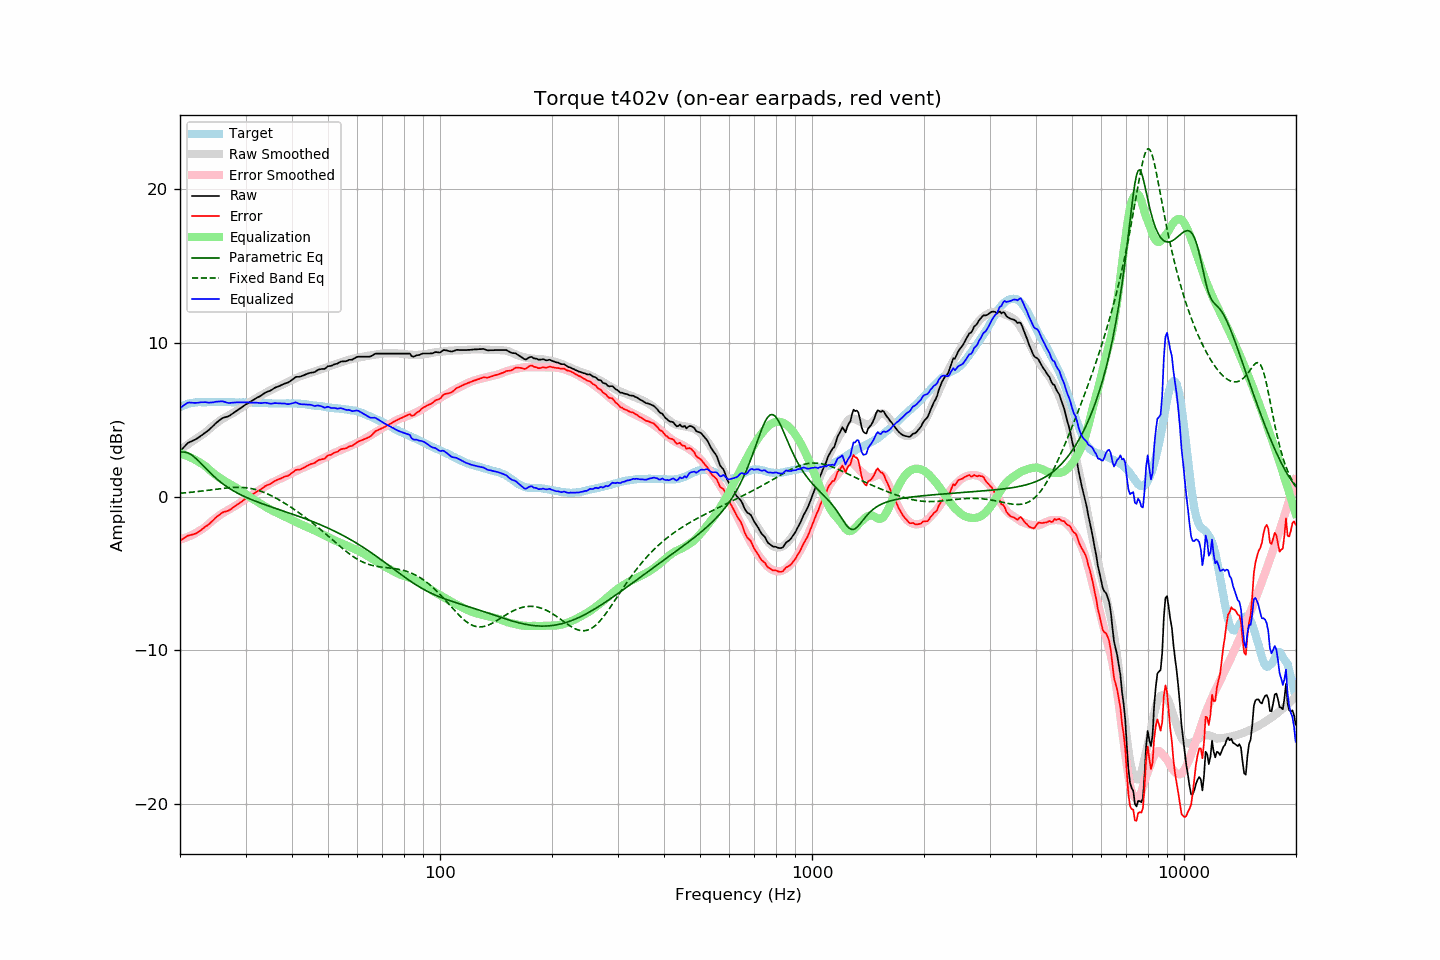 Torque t402v (on-ear earpads, red vent)
Target
Raw Smoothed
Error Smoothed
Raw
Error
Equalization
Parametric Eq
Fixed Band Eq
Equalized
20
10
0
−10
−20
Amplitude (dBr)
100
1000
10000
Frequency (Hz)